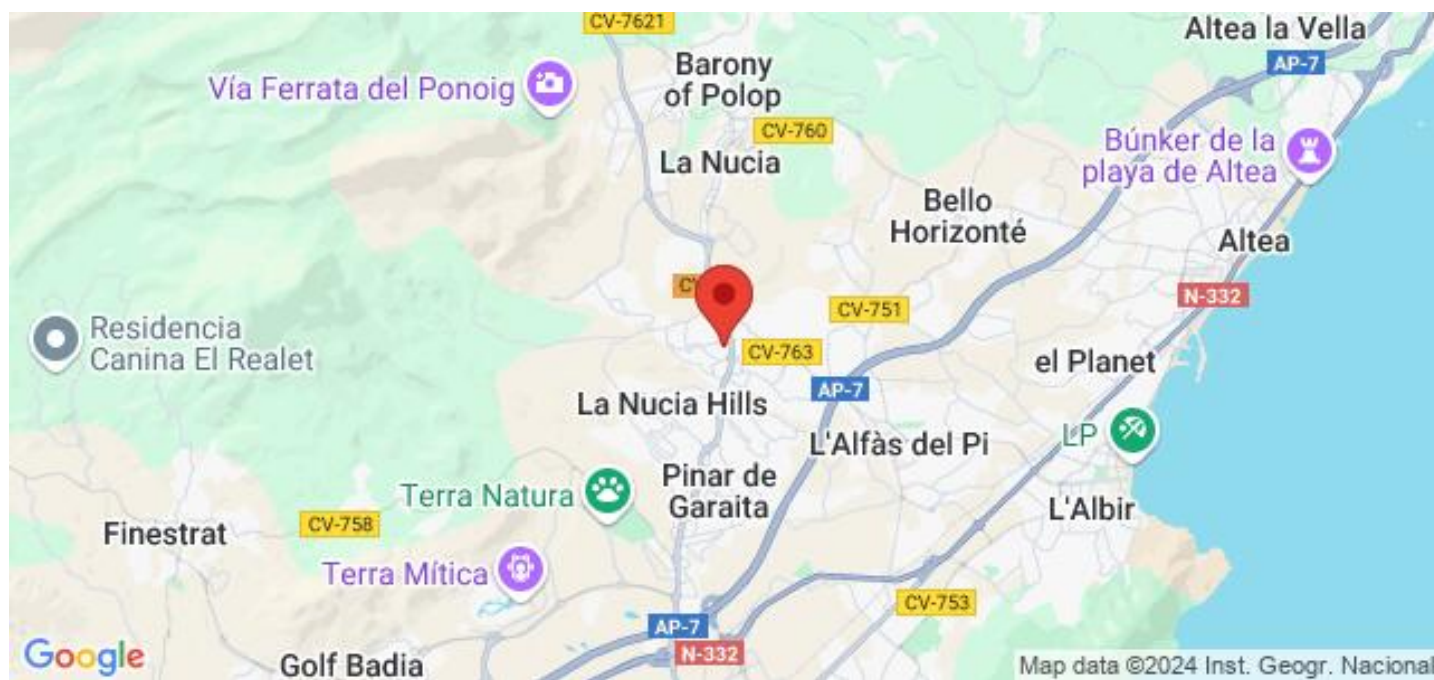 CV-7621
Altea la Vella
Barony
of Polop
AP-7
Vía Ferrata del Ponoig
CV-760
Búnker de la
playa de Altea
La Nucia
Bello
Horizonté
Altea
N-332
CV-751
Residencia
Canina El Realet
CV-763
el Planet
AP-7
La Nucia Hills
L'Alfàs del Pi
LP
Pinar de
Garaita
Terra Natura
L'Albir
CV-758
Finestrat
Terra Mítica
CV-753
AP-7
N-332
Google
Golf Badia
Map data ©2024 Inst. Geogr. Nacional